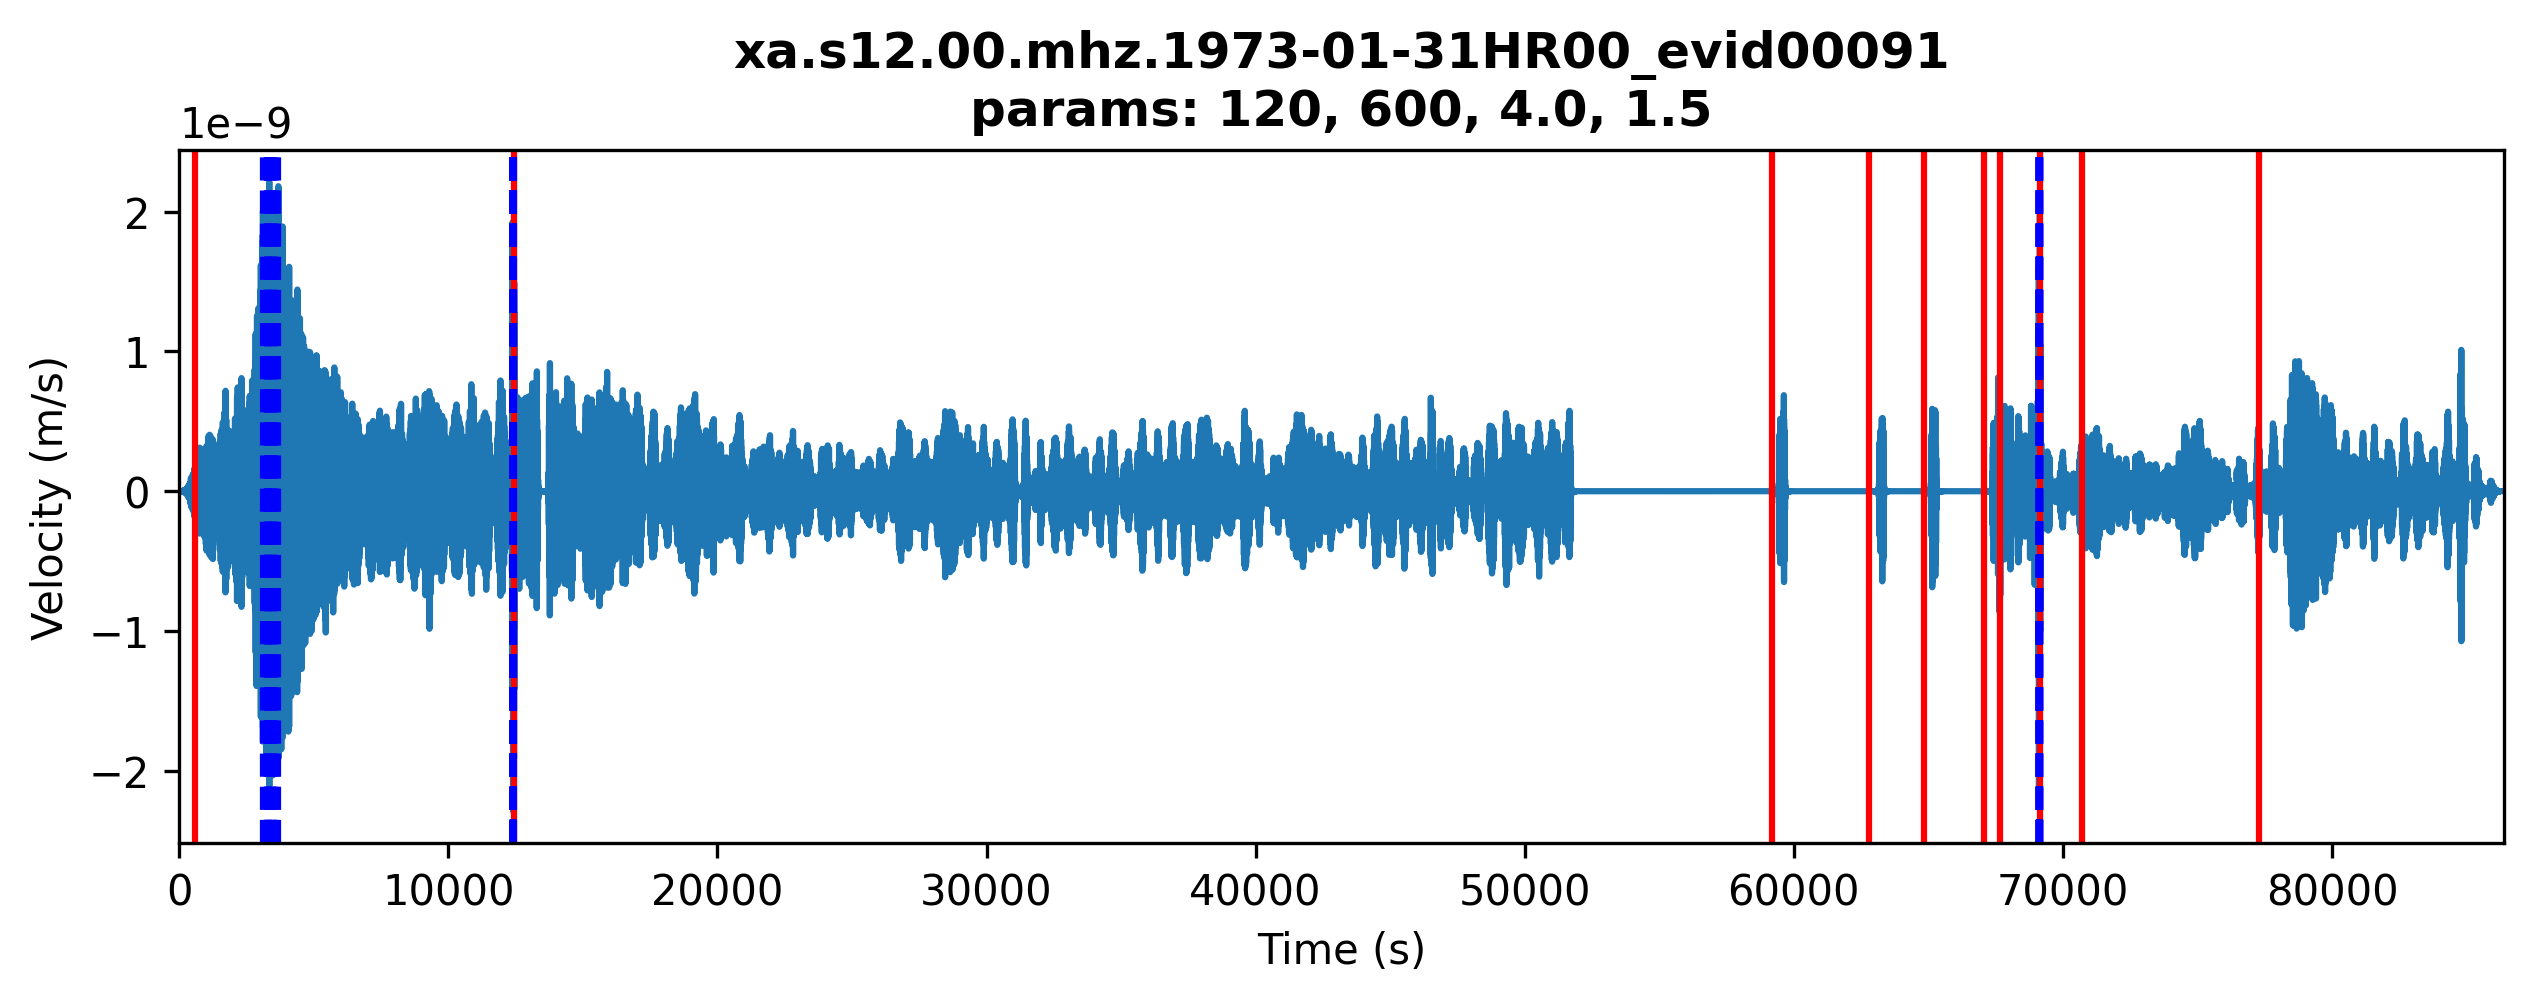 xa.s12.00.mhz.1973-01-31HR00_evid00091
params: 120, 600, 4.0, 1.5
1e−9
2
1
0
−1
−2
Velocity (m/s)
0 10000 20000 30000 40000 50000 60000 70000 80000
Time (s)